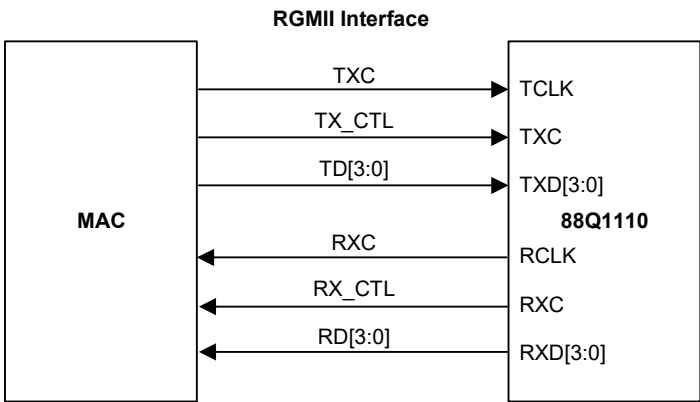 RGMII Interface
TXC
TCLK
TX_CTL
TXC
TD[3:0]
TXD[3:0]
MAC
88Q1110
RXC
RCLK
RX_CTL
RXC
RD[3:0]
RXD[3:0]